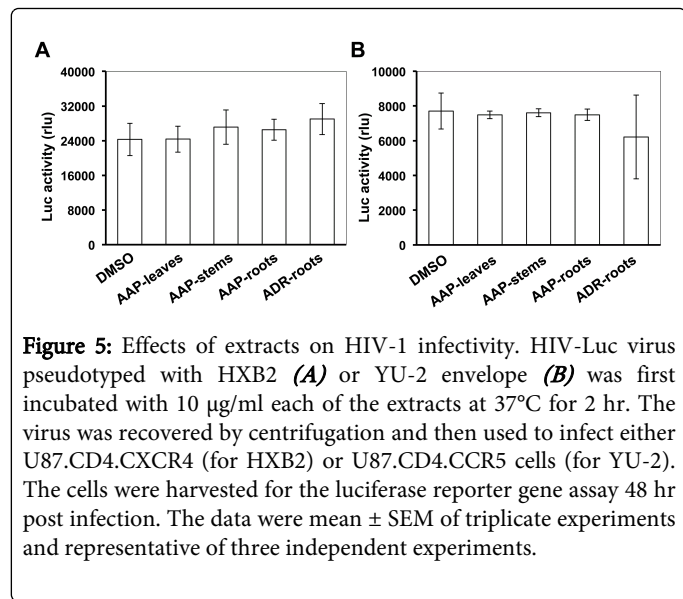 A
B
40000
32000
24000
16000
8000
0
Luc activity (rlu)
DMSO
AAP-leaves
AAP-stems
AAP-roots
ADR-roots
10000
8000
6000
4000
2000
0
Luc activity (rlu)
DMSO
AAP-leaves
AAP-stems
AAP-roots
ADR-roots
Figure 5: Effects of extracts on HIV-1 infectivity. HIV-Luc virus
pseudotyped with HXB2 (A) or YU-2 envelope (B) was first
incubated with 10 μg/ml each of the extracts at 37°C for 2 hr. The
virus was recovered by centrifugation and then used to infect either
U87.CD4.CXCR4 (for HXB2) or U87.CD4.CCR5 cells (for YU-2).
The cells were harvested for the luciferase reporter gene assay 48 hr
post infection. The data were mean ± SEM of triplicate experiments
and representative of three independent experiments.